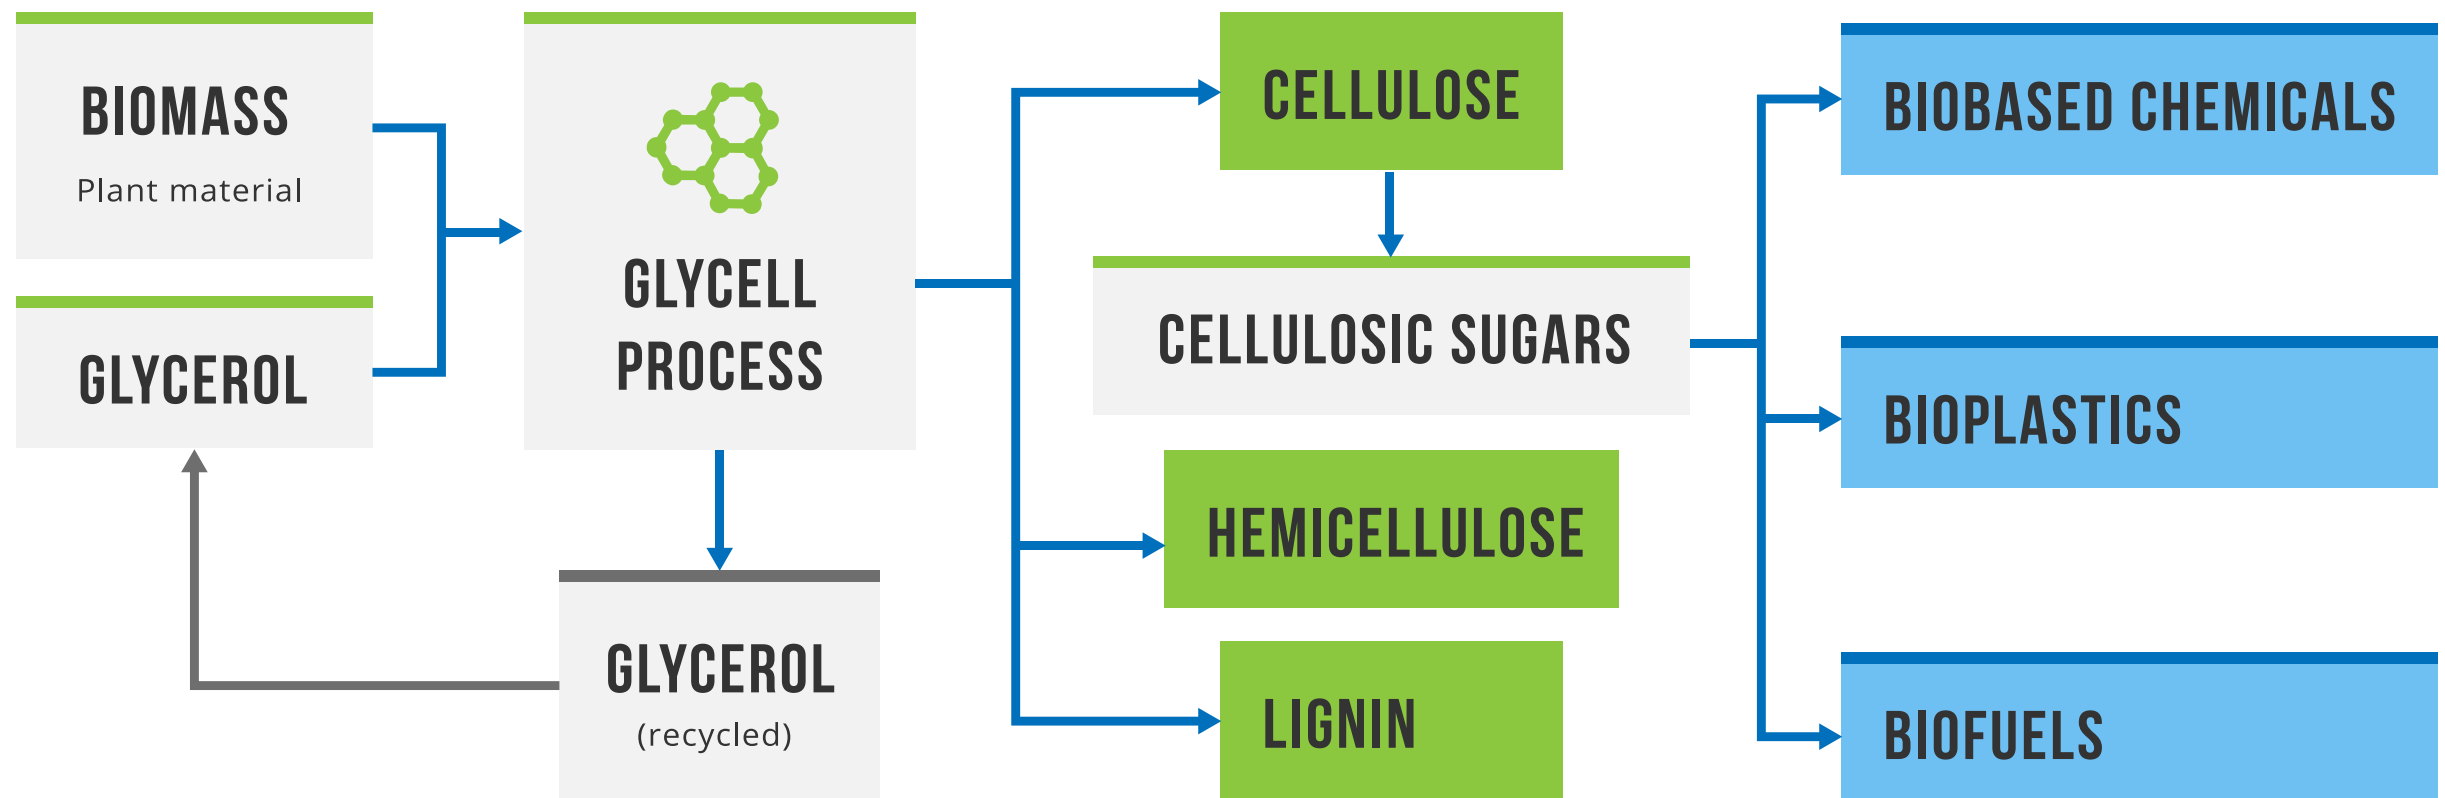 BIOMASS
Plant material
GLYCEROL
GLYCELL
PROCESS
GLYCEROL
(recycled)
CELLULOSE
CELLULOSIC SUGARS
HEMICELLULOSE
LIGNIN
BIOBASED CHEMICALS
BIOPLASTICS
BIOFUELS